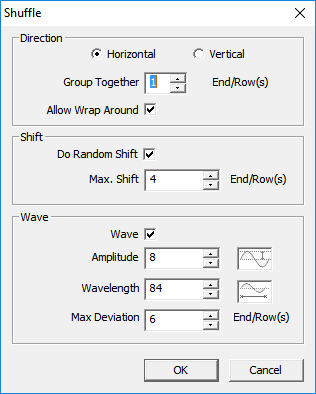 Shuffle
Direction
Horizontal Vertical
Group Together 1 End/Row(s)
Allow Wrap Around
Shift
Do Random Shift
Max. Shift 4 End/Row(s)
Wave
Wave
Amplitude 8
Wavelength 84
Max Deviation 6 End/Row(s)
OK Cancel